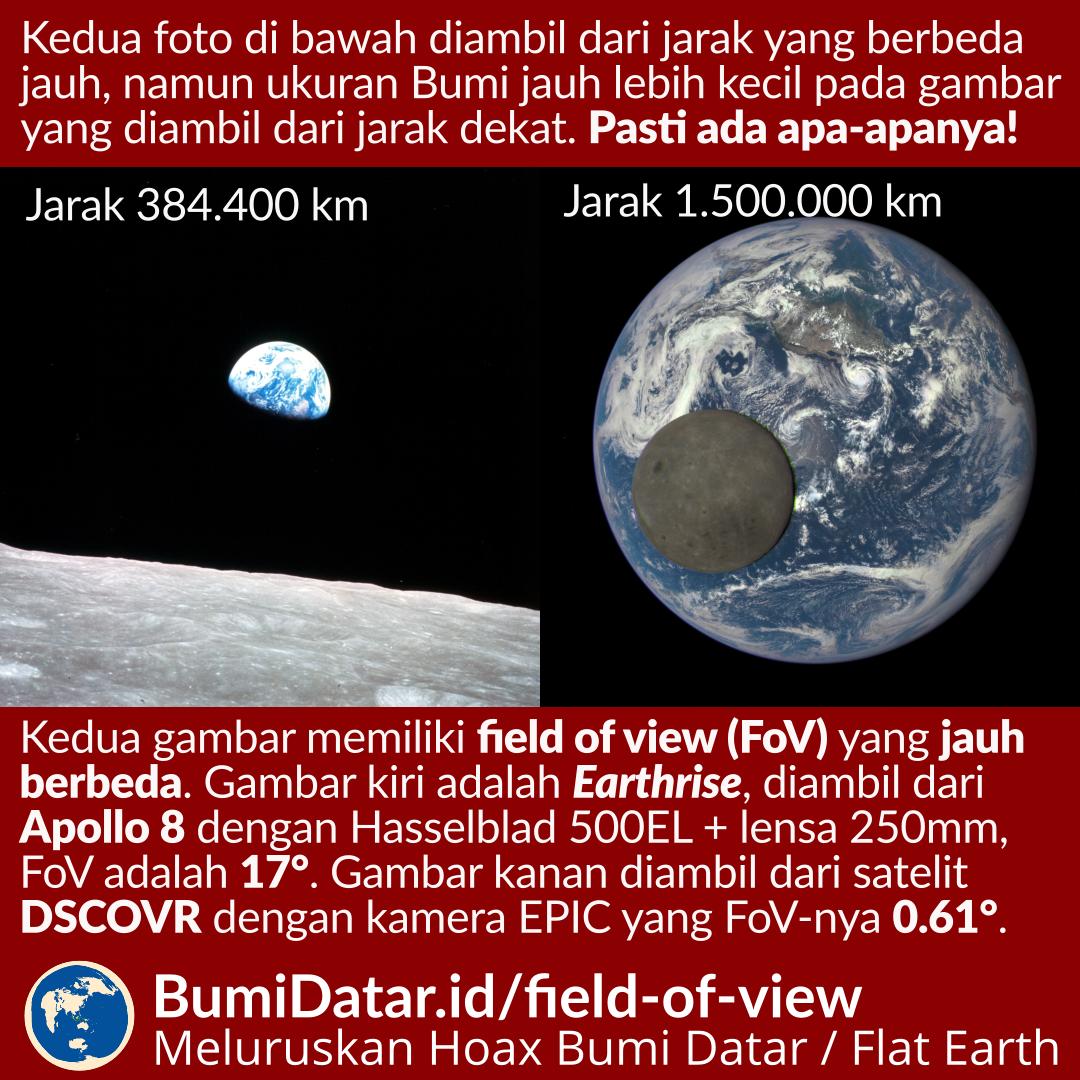 Kedua foto di bawah diambil dari jarak yang berbeda
jauh, namun ukuran Bumi jauh lebih kecil pada gambar
yang diambil dari jarak dekat. Pasti ada apa-apanya!
Jarak 384.400 km
Jarak 1.500.000 km
Kedua gambar memiliki field of view (FoV) yang jauh
berbeda. Gambar kiri adalah Earthrise, diambil dari
Apollo 8 dengan Hasselblad 500EL + lensa 250mm,
FoV adalah 17°. Gambar kanan diambil dari satelit
DSCOVR dengan kamera EPIC yang FoV-nya 0.61°.
BumiDatar.id/field-of-view
Meluruskan Hoax Bumi Datar / Flat Earth